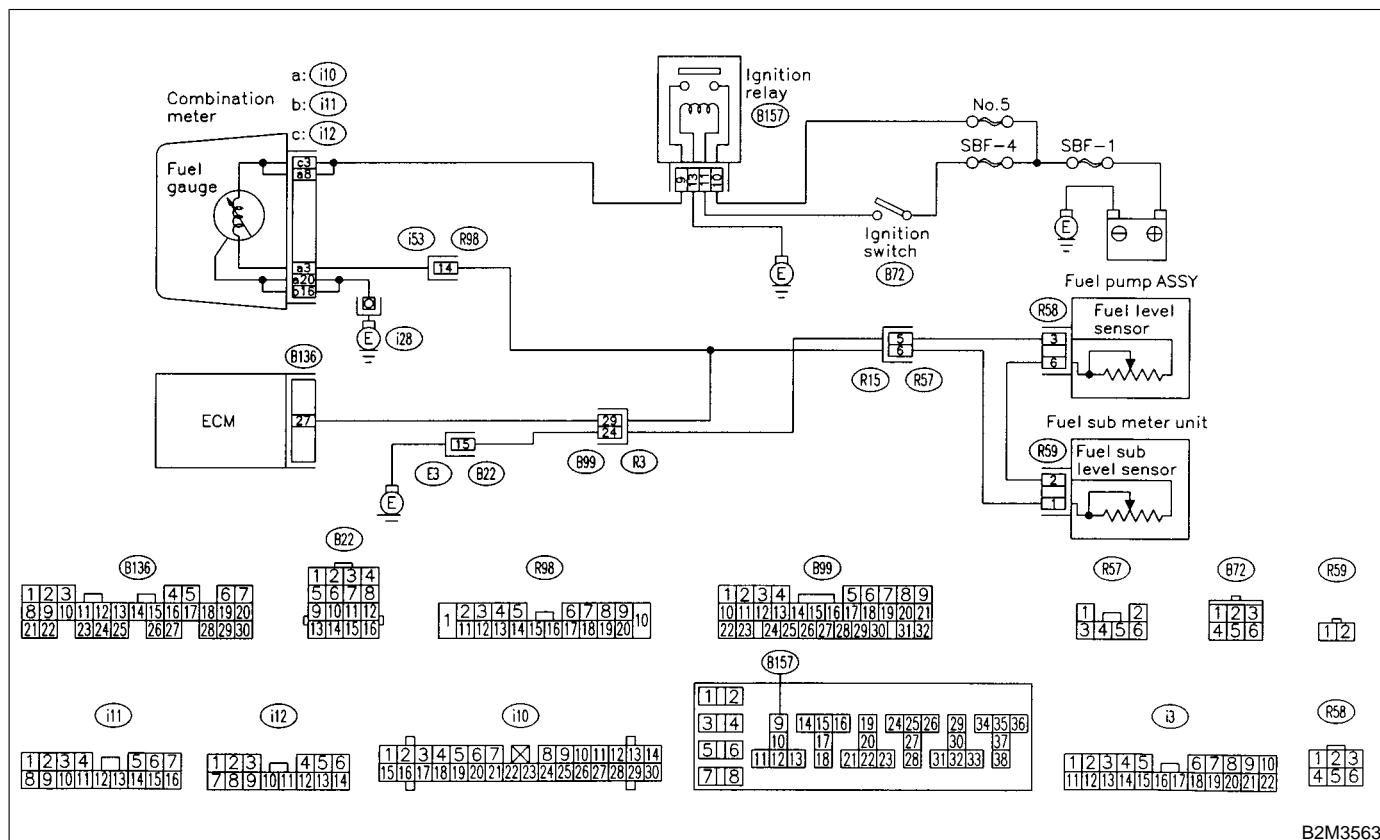 a: i10
Combination
meter
b: i11
c: i12
Fuel
gauge
c3
a8
a3
a20
b16
i53
R98
14
E
i28
Ignition
relay
B157
9
13
11
10
No.5
SBF-4
SBF-1
Ignition
switch
B72
E
E
Fuel pump ASSY
R58
Fuel level
sensor
3
6
5
6
R15
R57
B136
ECM
27
29
24
15
E3
B22
B99
R3
E
Fuel sub meter unit
R59
Fuel sub
level sensor
2
1
B136
1 2 3 4 5 6 7
8 9 10 11 12 13 14 15 16 17 18 19 20
21 22 23 24 25 26 27 28 29 30
B22
1 2 3 4
5 6 7 8
9 10 11 12
13 14 15 16
R98
1 2 3 4 5 6 7 8 9 10
11 12 13 14 15 16 17 18 19 20
B99
1 2 3 4 5 6 7 8 9
10 11 12 13 14 15 16 17 18 19 20 21
22 23 24 25 26 27 28 29 30 31 32
R57
1 2
3 4 5 6
B72
1 2 3
4 5 6
R59
1 2
i11
1 2 3 4 5 6 7
8 9 10 11 12 13 14 15 16
i12
1 2 3 4 5 6
7 8 9 10 11 12 13 14
i10
1 2 3 4 5 6 7 8 9 10 11 12 13 14
15 16 17 18 19 20 21 22 23 24 25 26 27 28 29 30
B157
1 2
3 4 9 14 15 16 19 24 25 26 29 34 35 36
10 17 20 27 30 37
5 6 11 12 13 18 21 22 23 28 31 32 33 38
7 8
i3
1 2 3 4 5 6 7 8 9 10
11 12 13 14 15 16 17 18 19 20 21 22
R58
1 2 3
4 5 6
B2M3563